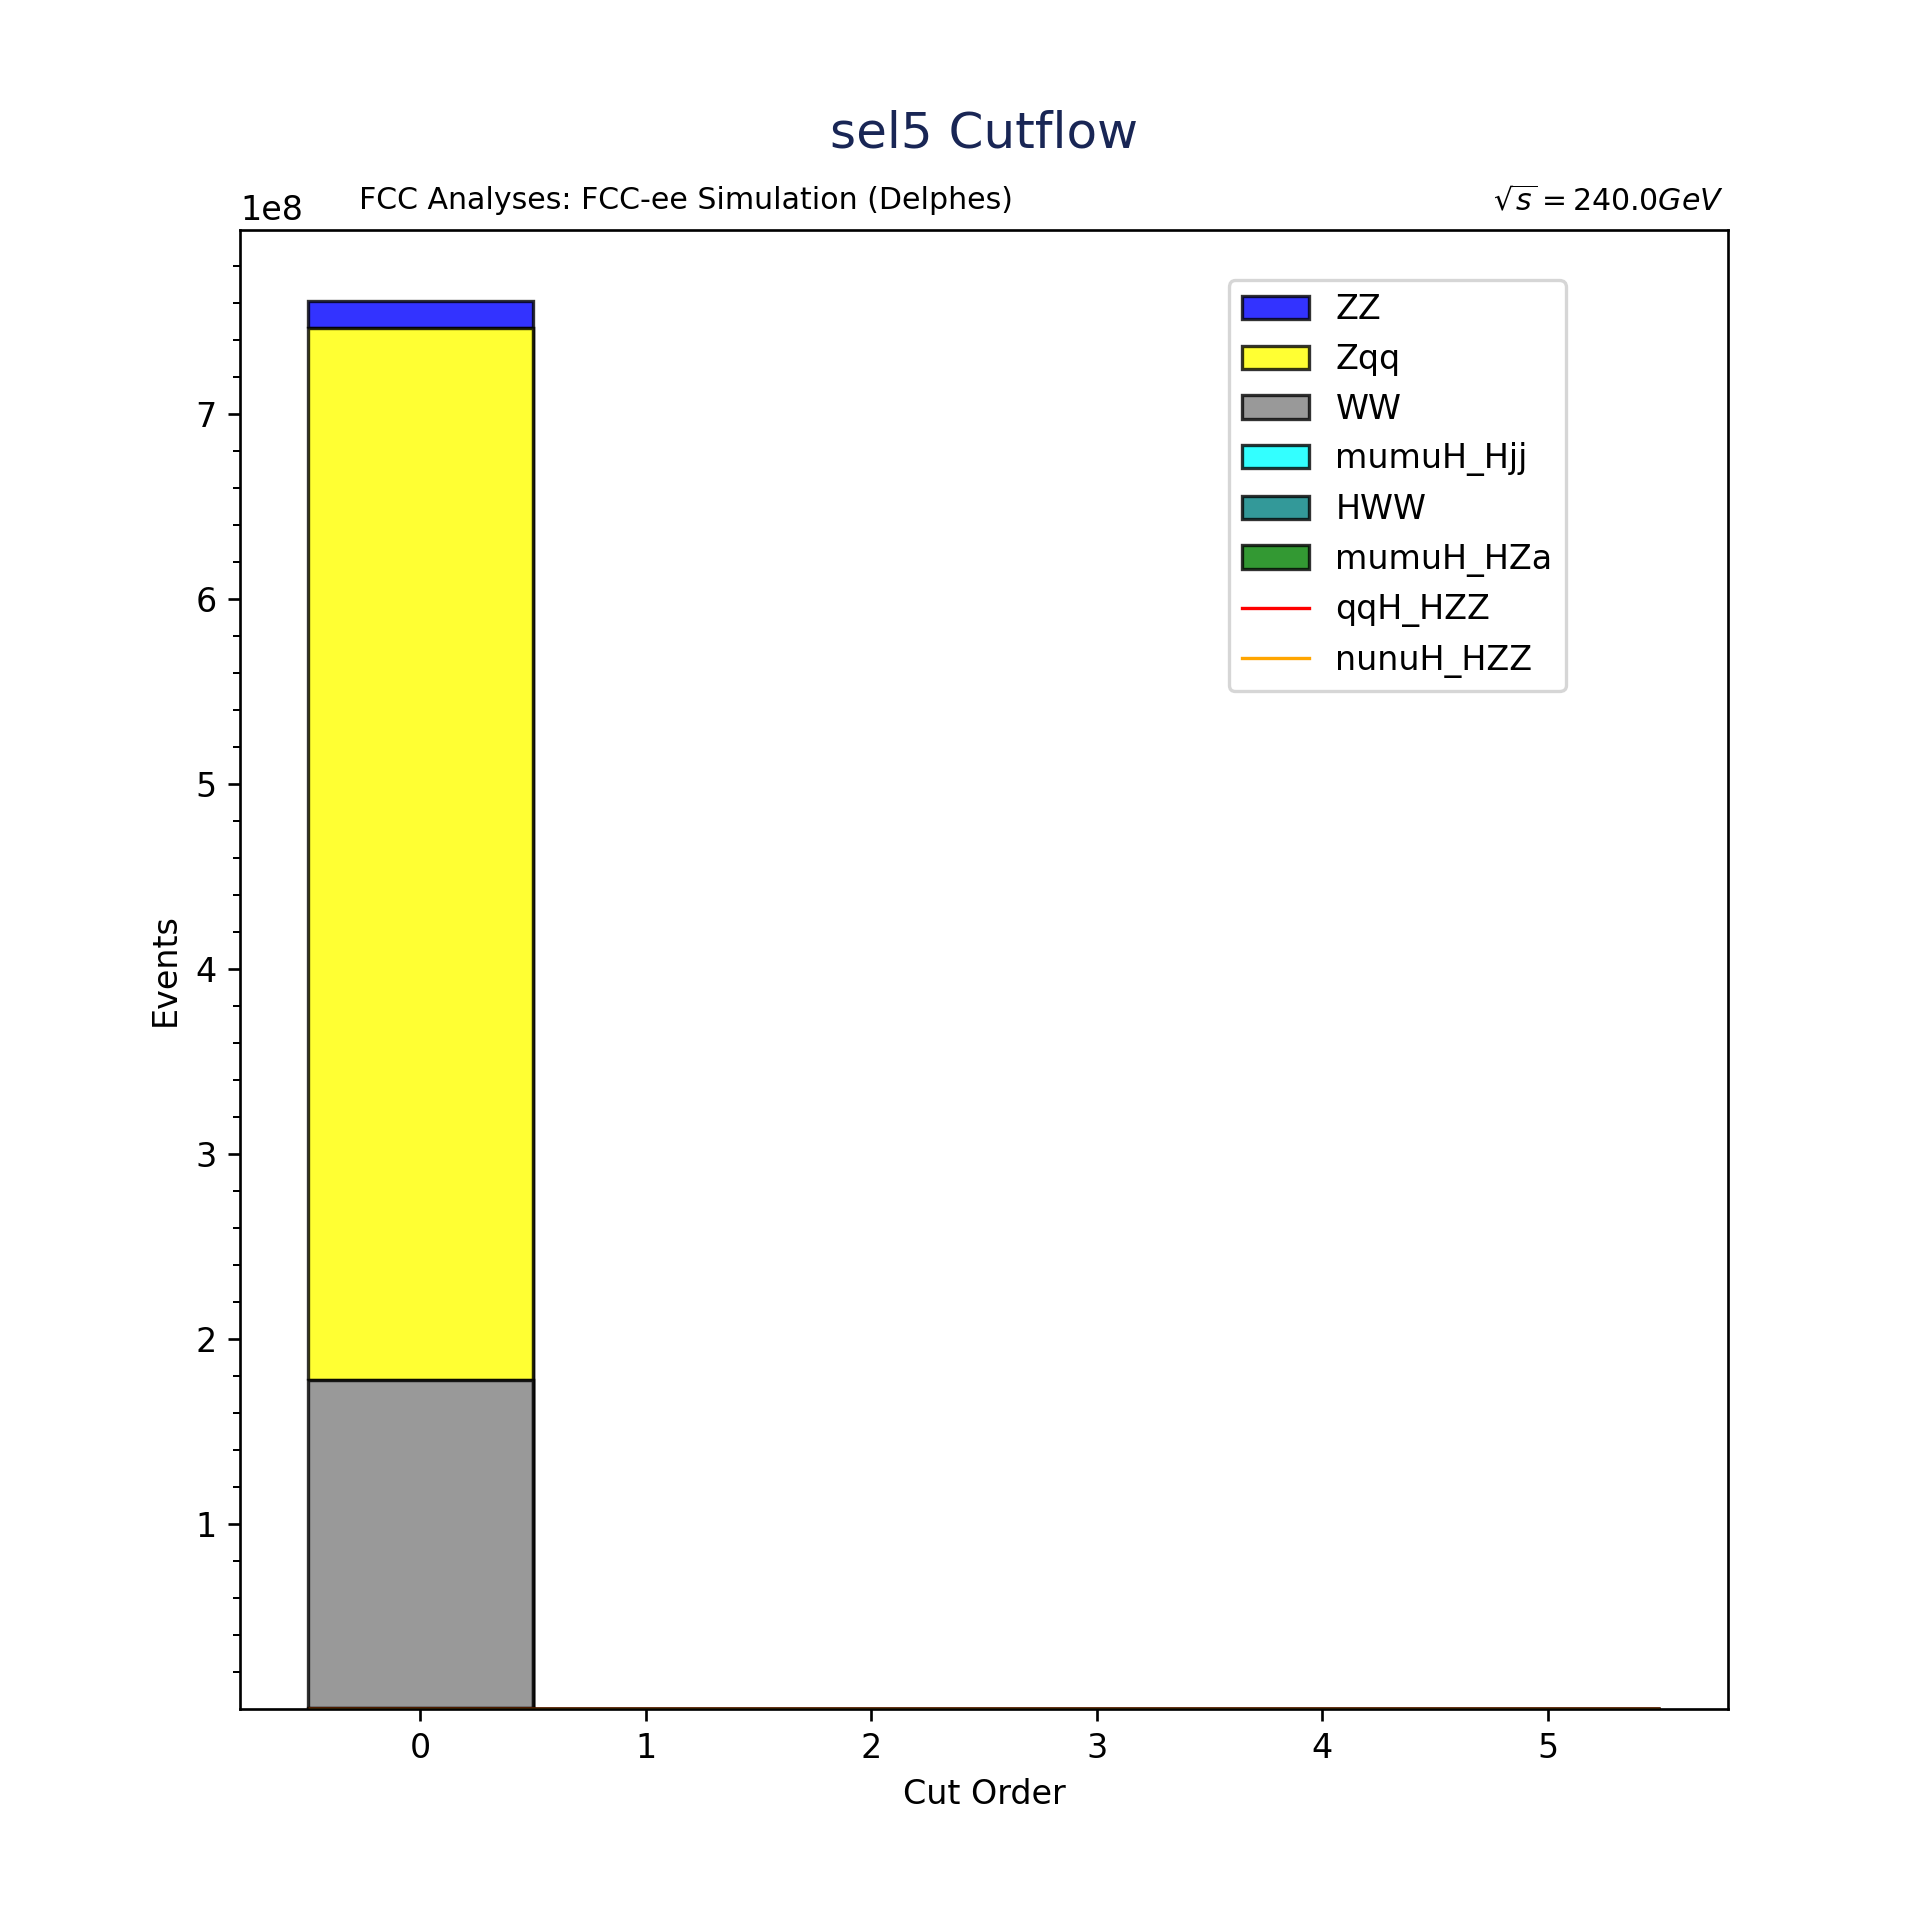 sel5 Cutflow
1e8
FCC Analyses: FCC-ee Simulation (Delphes)
√s = 240.0GeV
ZZ
Zqq
WW
mumuH_Hjj
HWW
mumuH_HZa
qqH_HZZ
nunuH_HZZ
7
6
5
4
3
2
1
Events
0 1 2 3 4 5
Cut Order